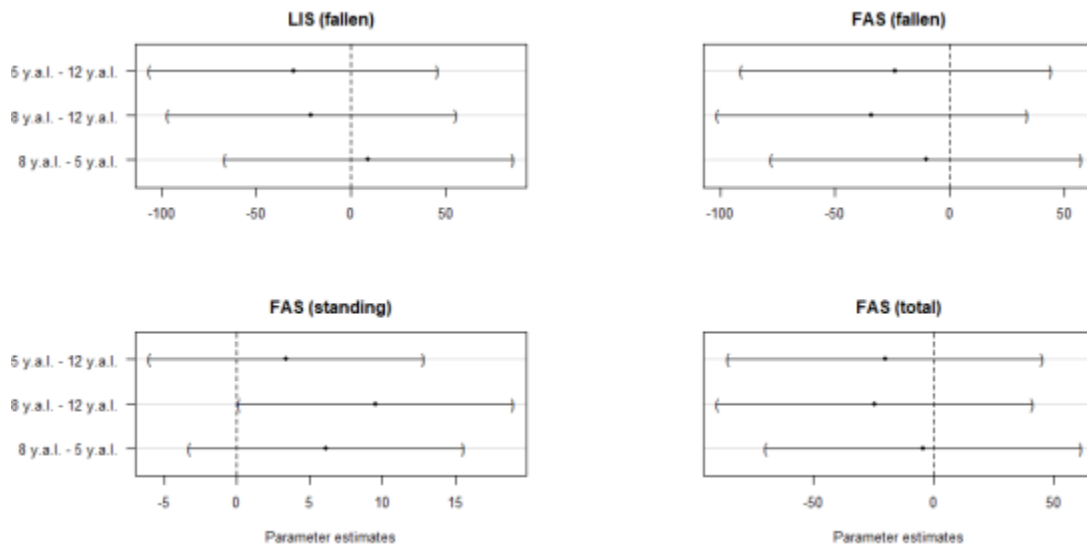 LIS (fallen)
FAS (fallen)
5 y.a.l. - 12 y.a.l.
8 y.a.l. - 12 y.a.l.
8 y.a.l. - 5 y.a.l.
-100 -50 0 50
-100 -50 0 50
FAS (standing)
FAS (total)
5 y.a.l. - 12 y.a.l.
8 y.a.l. - 12 y.a.l.
8 y.a.l. - 5 y.a.l.
-5 0 5 10 15
-50 0 50
Parameter estimates
Parameter estimates